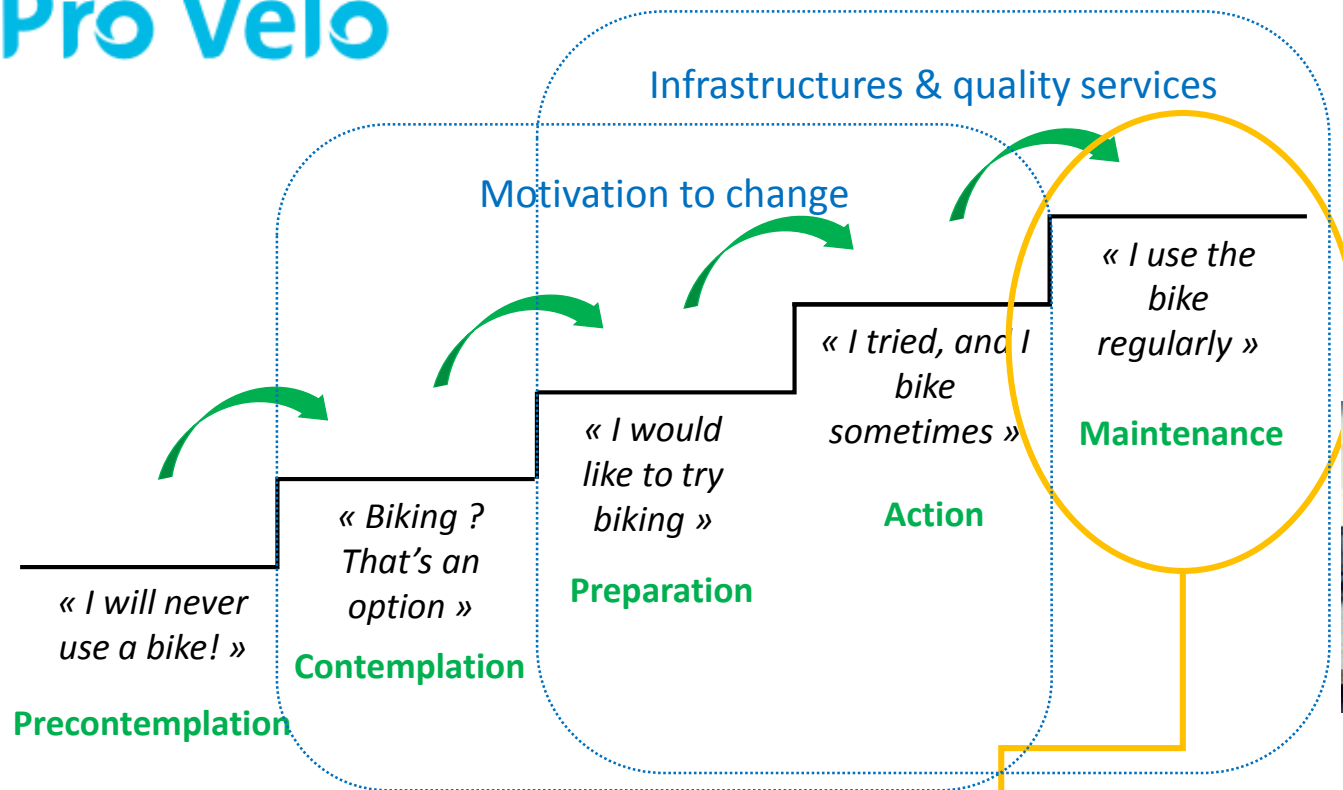 Pro Velo
Infrastructures & quality services
Motivation to change
« I will never
use a bike! »
Precontemplation
« Biking ?
That’s an
option »
Contemplation
« I would
like to try
biking »
Preparation
« I tried, and I
bike
sometimes »
Action
« I use the
bike
regularly »
Maintenance